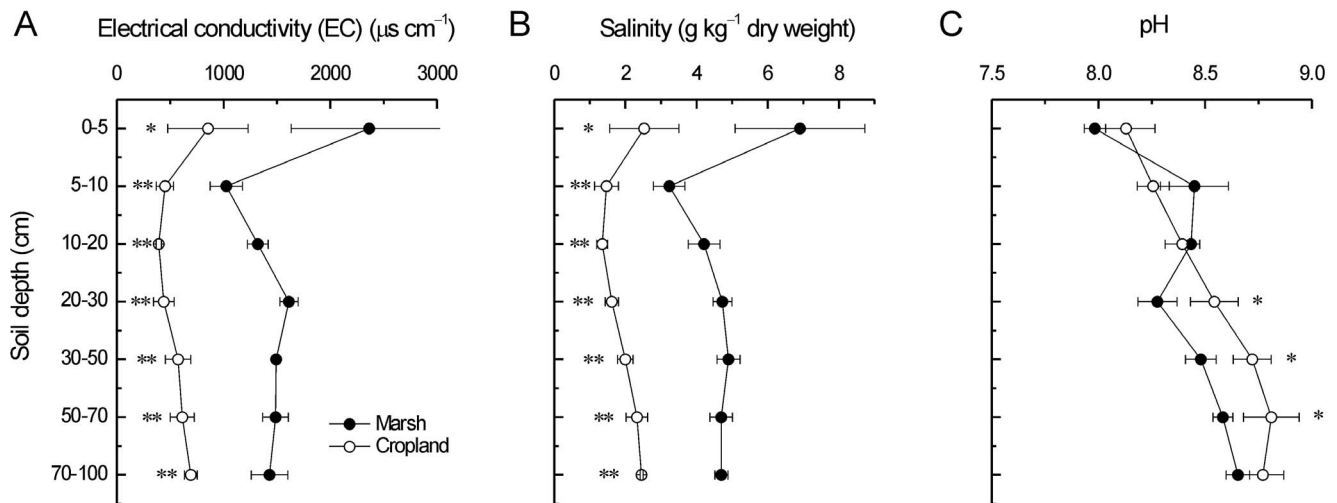 A Electrical conductivity (EC) (μs cm⁻¹) B Salinity (g kg⁻¹ dry weight) C pH
0 1000 2000 3000 0 2 4 6 8 7.5 8.0 8.5 9.0
Soil depth (cm)
0-5 * *
5-10 ** **
10-20 ** **
20-30 ** ** *
30-50 ** ** *
50-70 ** ** *
70-100 ** **
Marsh
Cropland